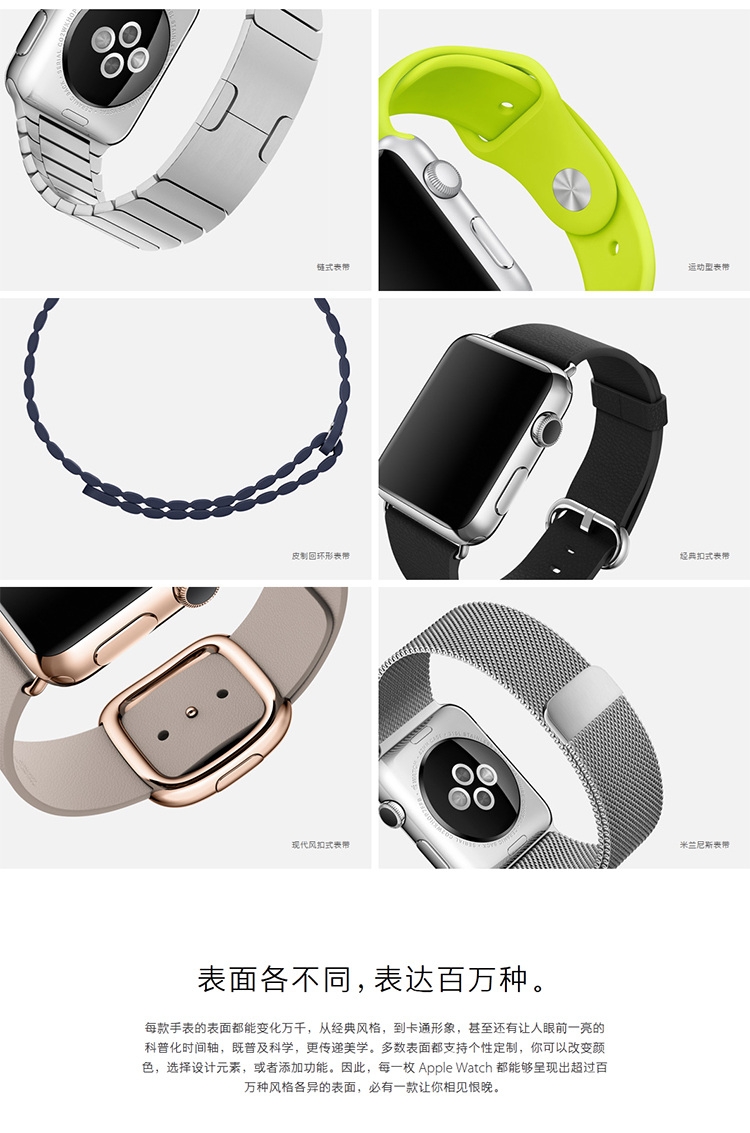 链式表带
运动型表带
皮制回环形表带
经典扣式表带
现代风扣式表带
米兰尼斯表带
表面各不同，表达百万种。
每款手表的表面都能变化万千，从经典风格，到卡通形象，甚至还有让人眼前一亮的
科普化时间轴，既普及科学，更传递美学。多数表面都支持个性定制，你可以改变颜
色，选择设计元素，或者添加功能。因此，每一枚 Apple Watch 都能够呈现出超过百
万种风格各异的表面，必有一款让你相见恨晚。